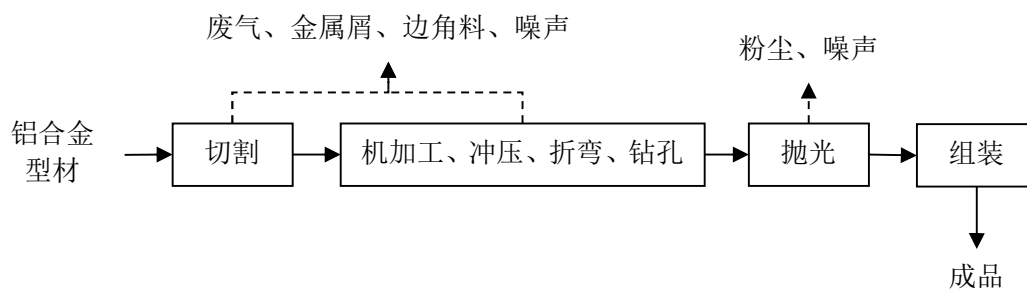 废气、金属屑、边角料、噪声
粉尘、噪声
铝合金
型材
切割
机加工、冲压、折弯、钻孔
抛光
组装
成品